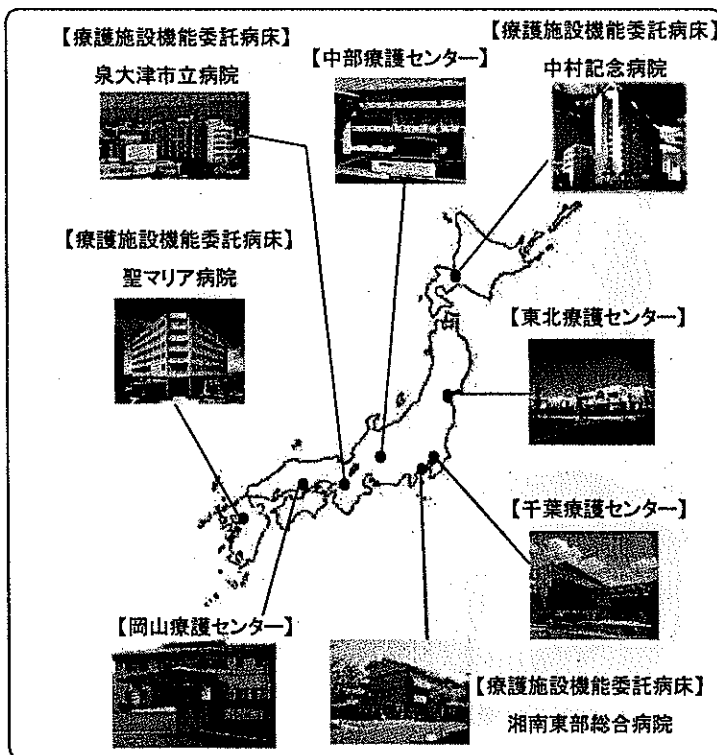 【療護施設機能委託病床】
泉大津市立病院
【中部療護センター】
【療護施設機能委託病床】
中村記念病院
【療護施設機能委託病床】
聖マリア病院
【東北療護センター】
【千葉療護センター】
【岡山療護センター】
【療護施設機能委託病床】
湘南東部総合病院